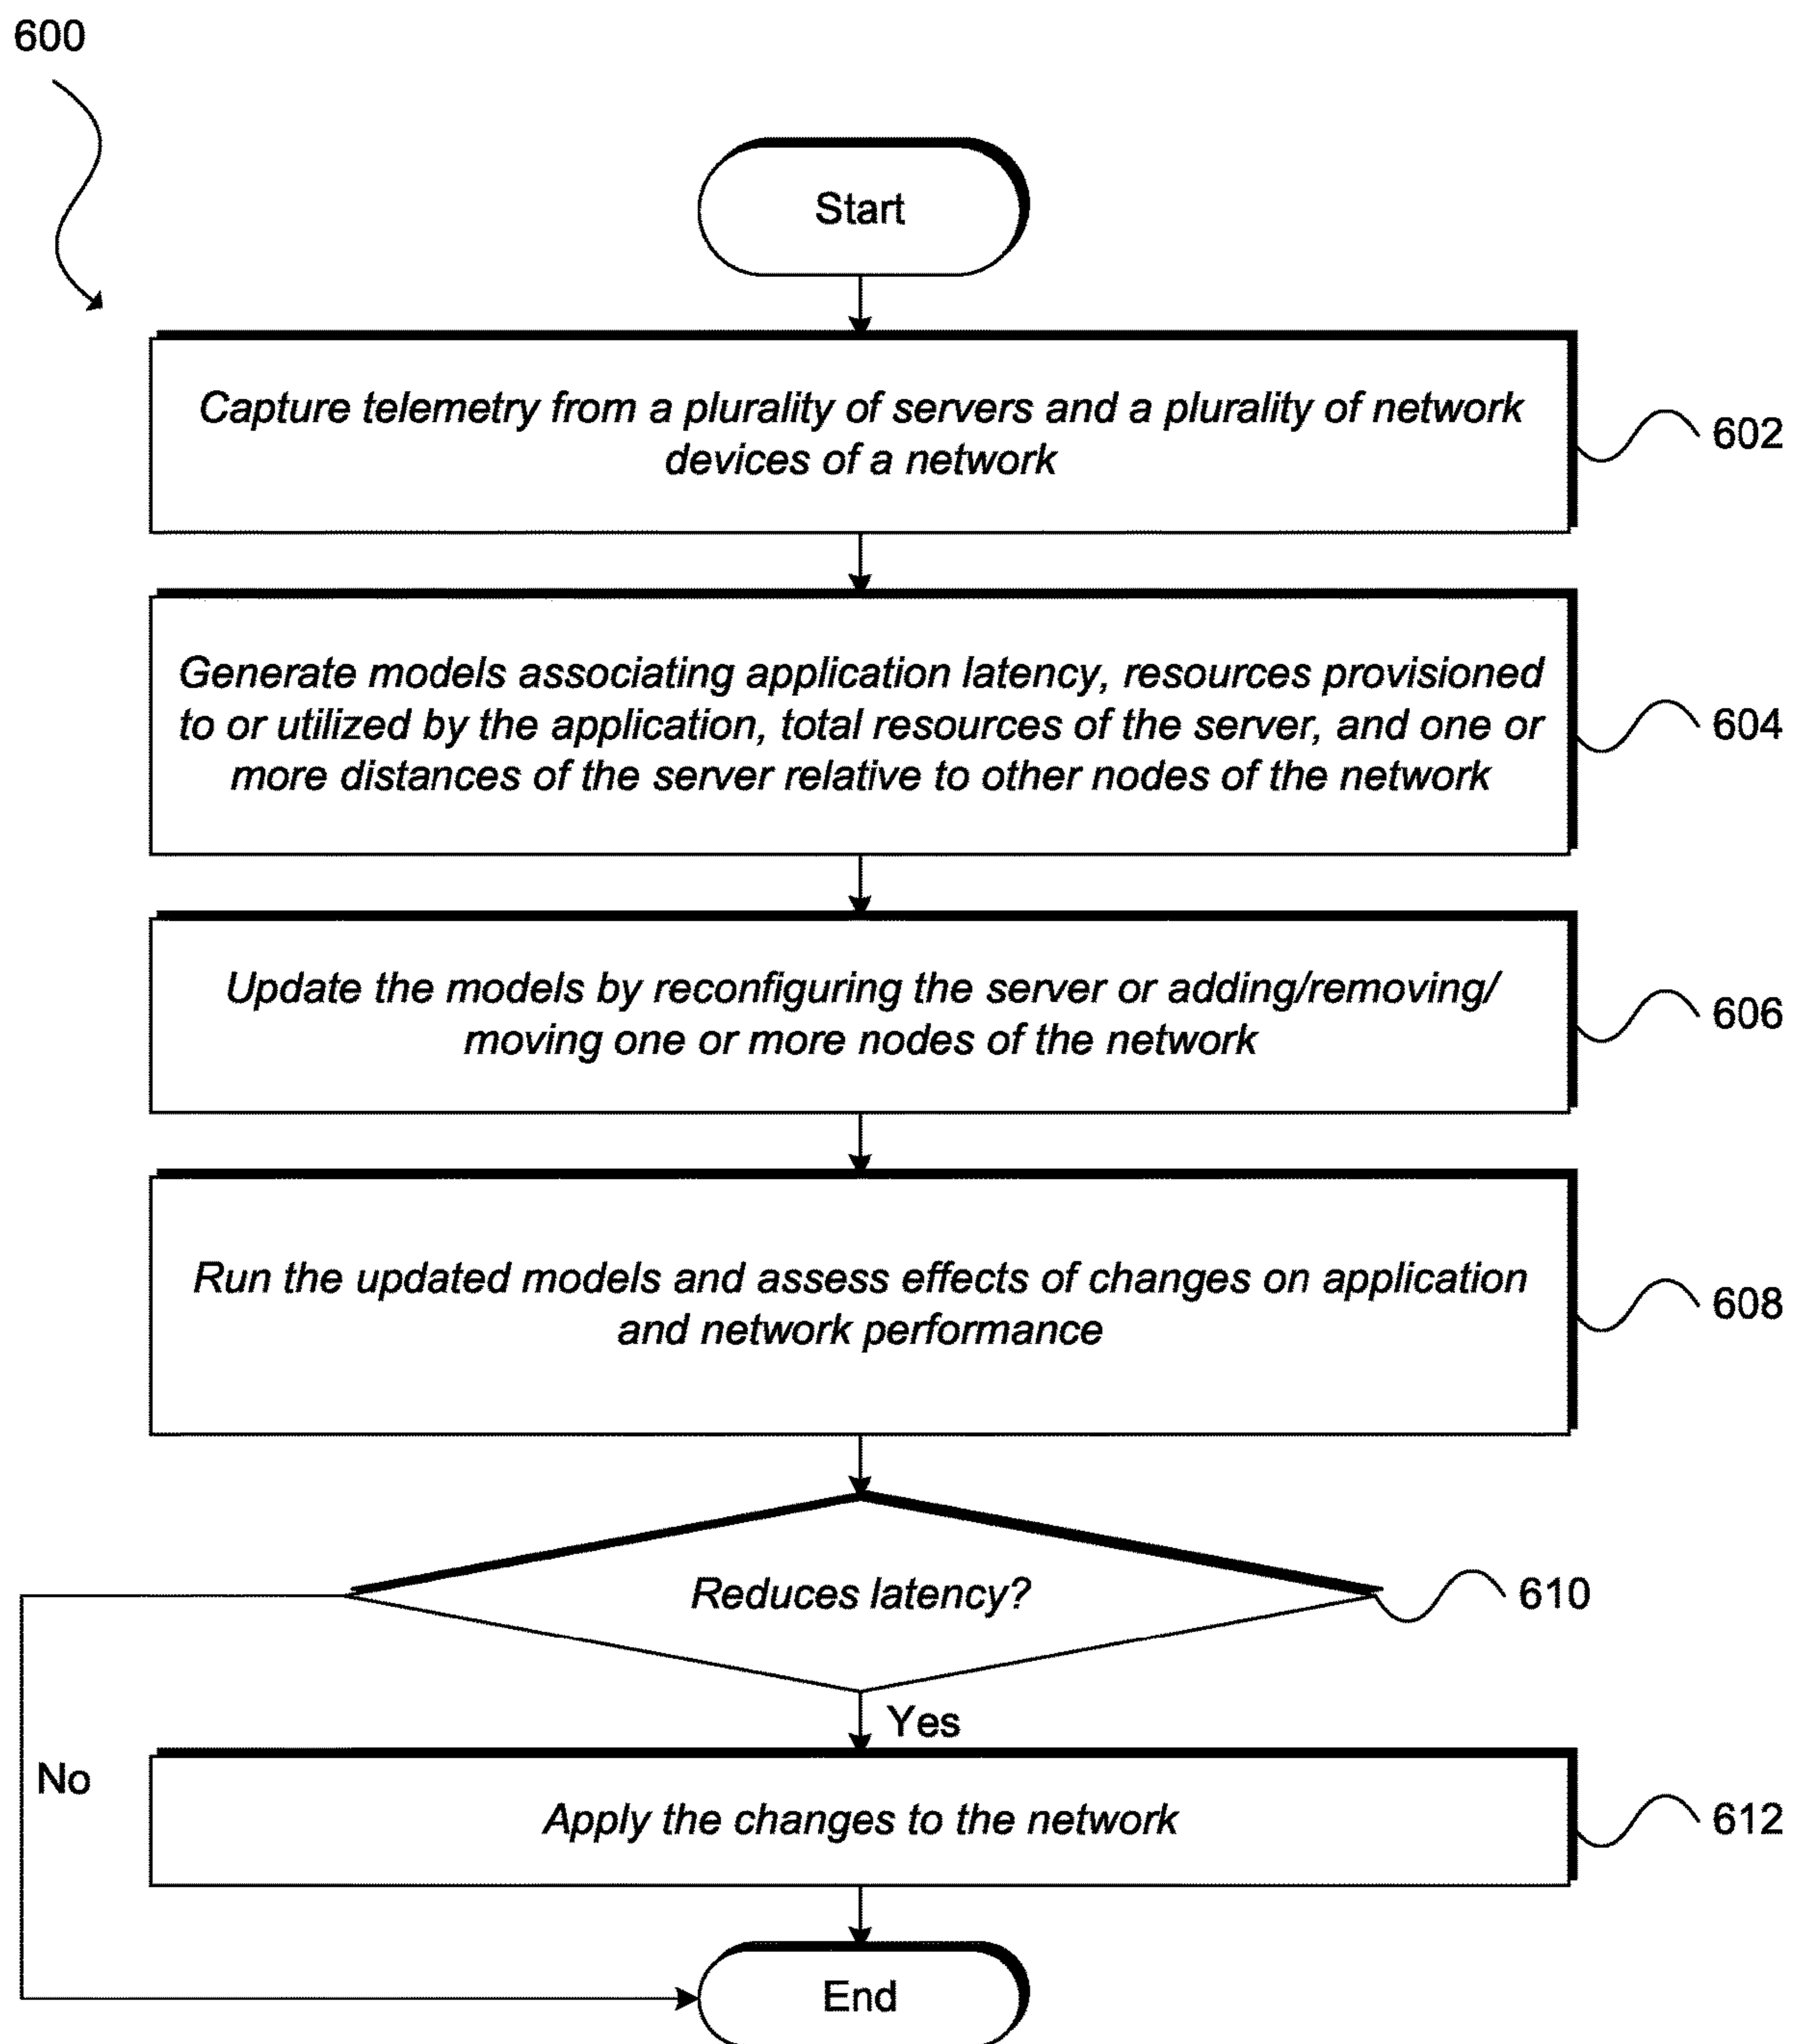 600
Start
Capture telemetry from a plurality of servers and a plurality of network
devices of a network
602
Generate models associating application latency, resources provisioned
to or utilized by the application, total resources of the server, and one or
more distances of the server relative to other nodes of the network
604
Update the models by reconfiguring the server or adding/removing/
moving one or more nodes of the network
606
Run the updated models and assess effects of changes on application
and network performance
608
Reduces latency?
610
Yes
No
Apply the changes to the network
612
End